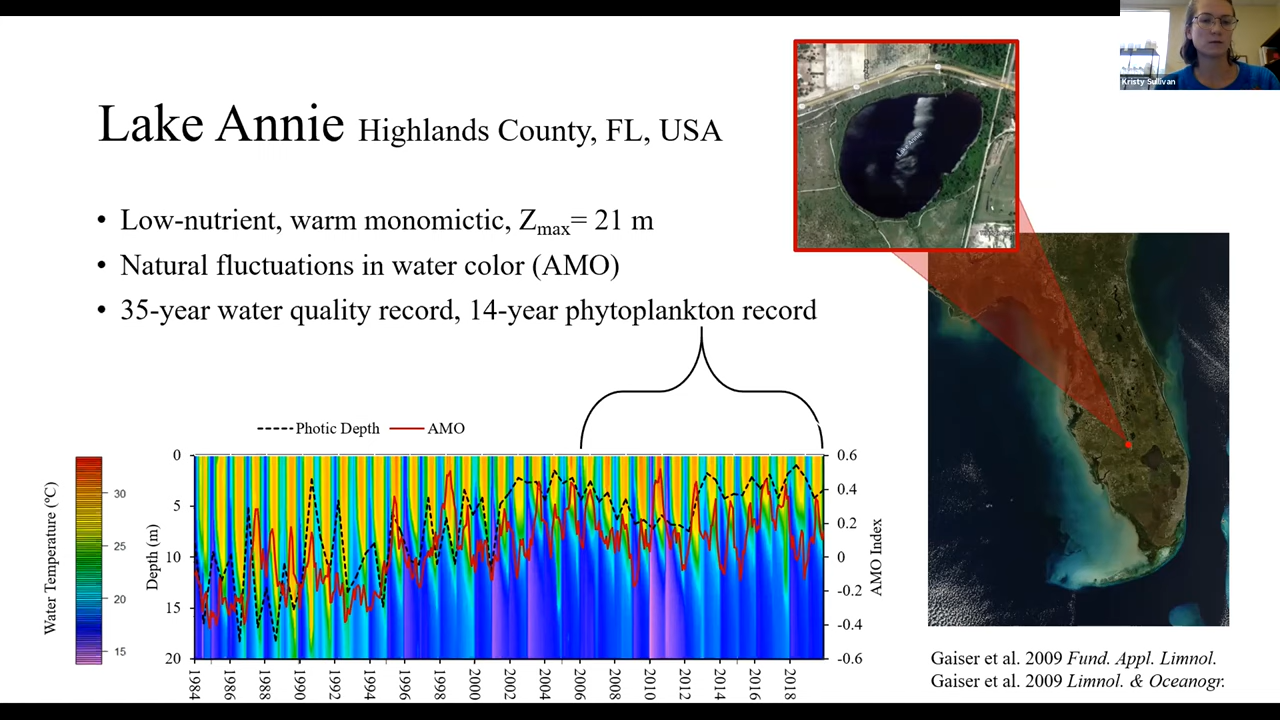 Kristy Sullivan
Lake Annie
Lake Annie Highlands County, FL, USA
• Low-nutrient, warm monomictic, Zmax= 21 m
• Natural fluctuations in water color (AMO)
• 35-year water quality record, 14-year phytoplankton record
Photic Depth AMO
Water Temperature (°C)
30
25
20
15
Depth (m)
0
5
10
15
20
0.6
0.4
0.2
0
-0.2
-0.4
-0.6
AMO Index
1984 1986 1988 1990 1992 1994 1996 1998 2000 2002 2004 2006 2008 2010 2012 2014 2016 2018
Gaiser et al. 2009 Fund. Appl. Limnol.
Gaiser et al. 2009 Limnol. & Oceanogr.